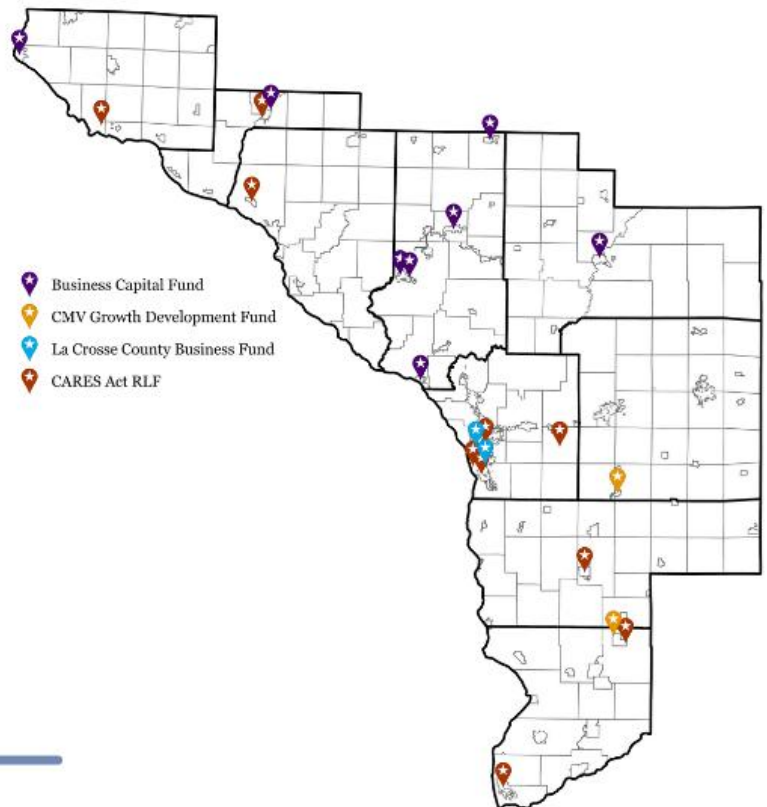 Business Capital Fund
CMV Growth Development Fund
La Crosse County Business Fund
CARES Act RLF